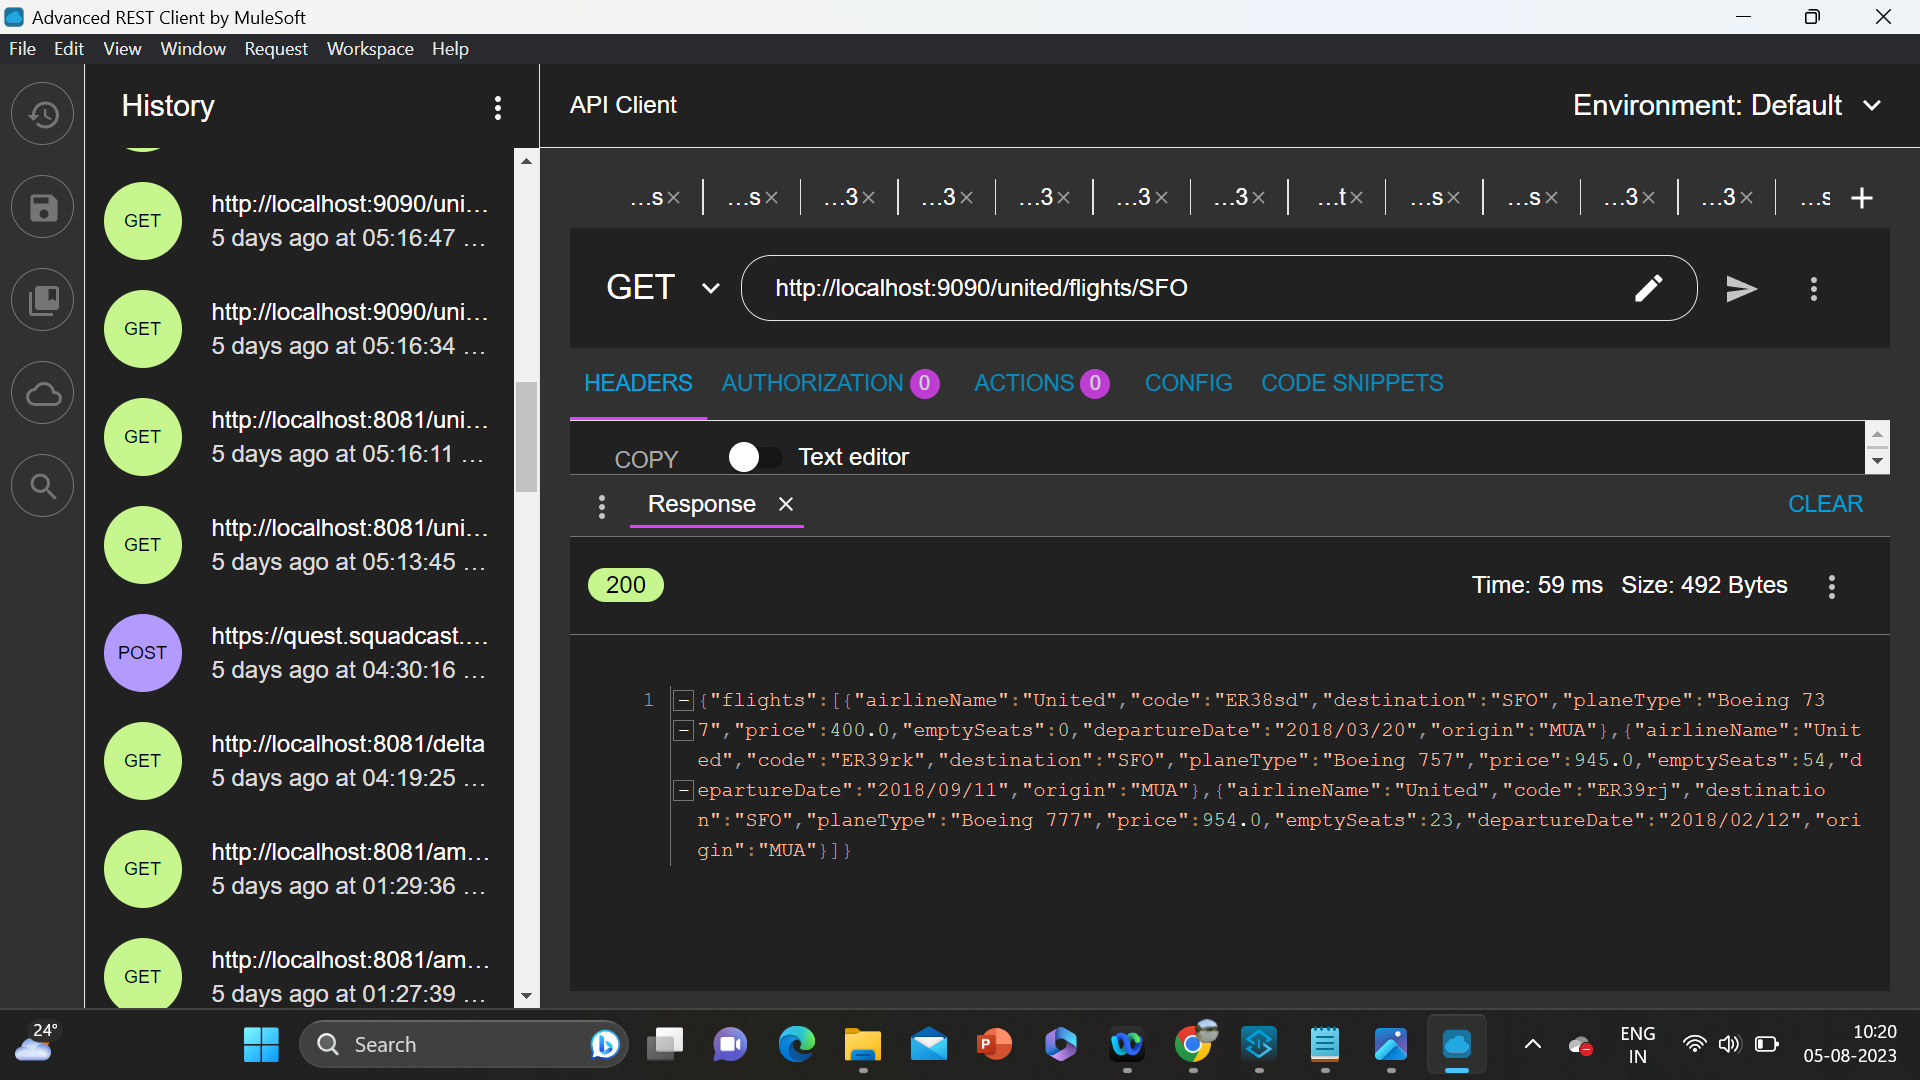 Advanced REST Client by MuleSoft
File Edit View Window Request Workspace Help
History
API Client
Environment: Default
GET
http://localhost:9090/uni...
5 days ago at 05:16:47 ...
GET
http://localhost:9090/uni...
5 days ago at 05:16:34 ...
GET
http://localhost:8081/uni...
5 days ago at 05:16:11 ...
GET
http://localhost:8081/uni...
5 days ago at 05:13:45 ...
POST
https://quest.squadcast....
5 days ago at 04:30:16 ...
GET
http://localhost:8081/delta
5 days ago at 04:19:25 ...
GET
http://localhost:8081/am...
5 days ago at 01:29:36 ...
GET
http://localhost:8081/am...
5 days ago at 01:27:39 ...
...s× ...s× ...3× ...3× ...3× ...3× ...3× ...t× ...s× ...s× ...3× ...3× ...s +
GET http://localhost:9090/united/flights/SFO
HEADERS AUTHORIZATION 0 ACTIONS 0 CONFIG CODE SNIPPETS
COPY Text editor
Response × CLEAR
200 Time: 59 ms Size: 492 Bytes
1 {"flights":[{"airlineName":"United","code":"ER38sd","destination":"SFO","planeType":"Boeing 73
7","price":400.0,"emptySeats":0,"departureDate":"2018/03/20","origin":"MUA"},{"airlineName":"Unit
ed","code":"ER39rk","destination":"SFO","planeType":"Boeing 757","price":945.0,"emptySeats":54,"d
epartureDate":"2018/09/11","origin":"MUA"},{"airlineName":"United","code":"ER39rj","destinatio
n":"SFO","planeType":"Boeing 777","price":954.0,"emptySeats":23,"departureDate":"2018/02/12","ori
gin":"MUA"}]}
24°
Search
ENG
IN
10:20
05-08-2023